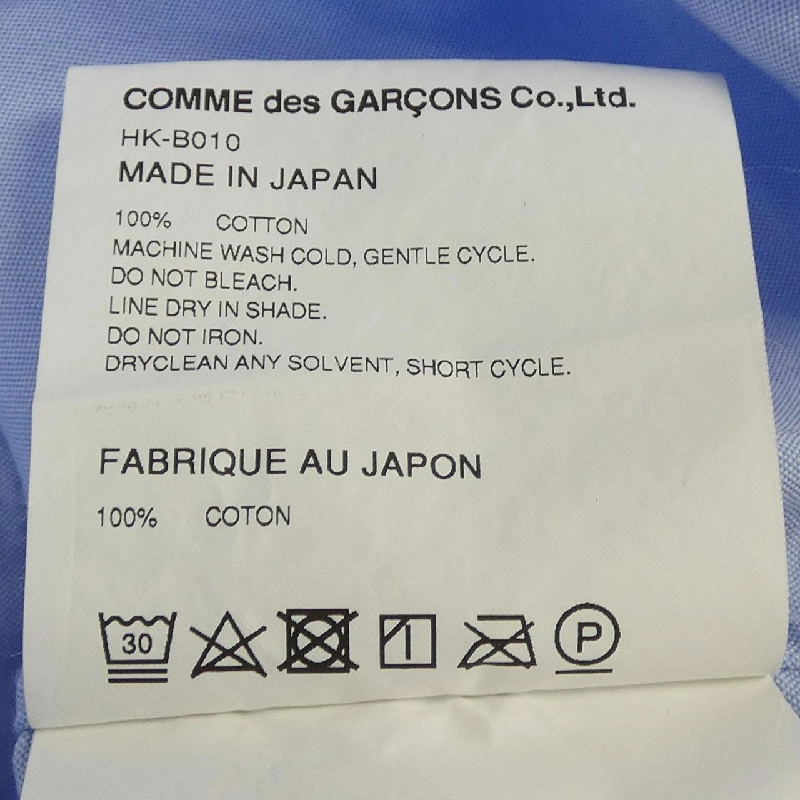 COMME des GARÇONS Co.,Ltd.
HK-B010
MADE IN JAPAN
100% COTTON
MACHINE WASH COLD, GENTLE CYCLE.
DO NOT BLEACH.
LINE DRY IN SHADE.
DO NOT IRON.
DRYCLEAN ANY SOLVENT, SHORT CYCLE.
FABRIQUE AU JAPON
100% COTON
30 P